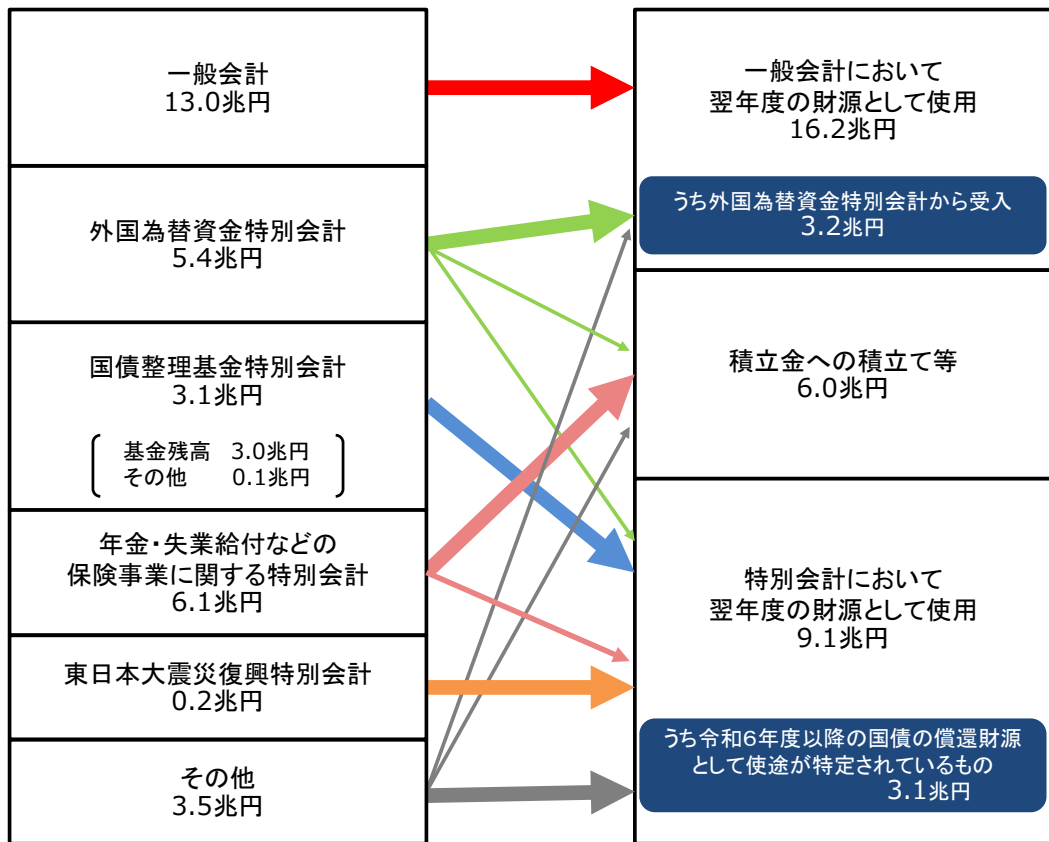 一般会計
13.0兆円
外国為替資金特別会計
5.4兆円
国債整理基金特別会計
3.1兆円
基金残高 3.0兆円
その他 0.1兆円
年金・失業給付などの
保険事業に関する特別会計
6.1兆円
東日本大震災復興特別会計
0.2兆円
その他
3.5兆円
一般会計において
翌年度の財源として使用
16.2兆円
うち外国為替資金特別会計から受入
3.2兆円
積立金への積立て等
6.0兆円
特別会計において
翌年度の財源として使用
9.1兆円
うち令和6年度以降の国債の償還財源
として使途が特定されているもの
3.1兆円